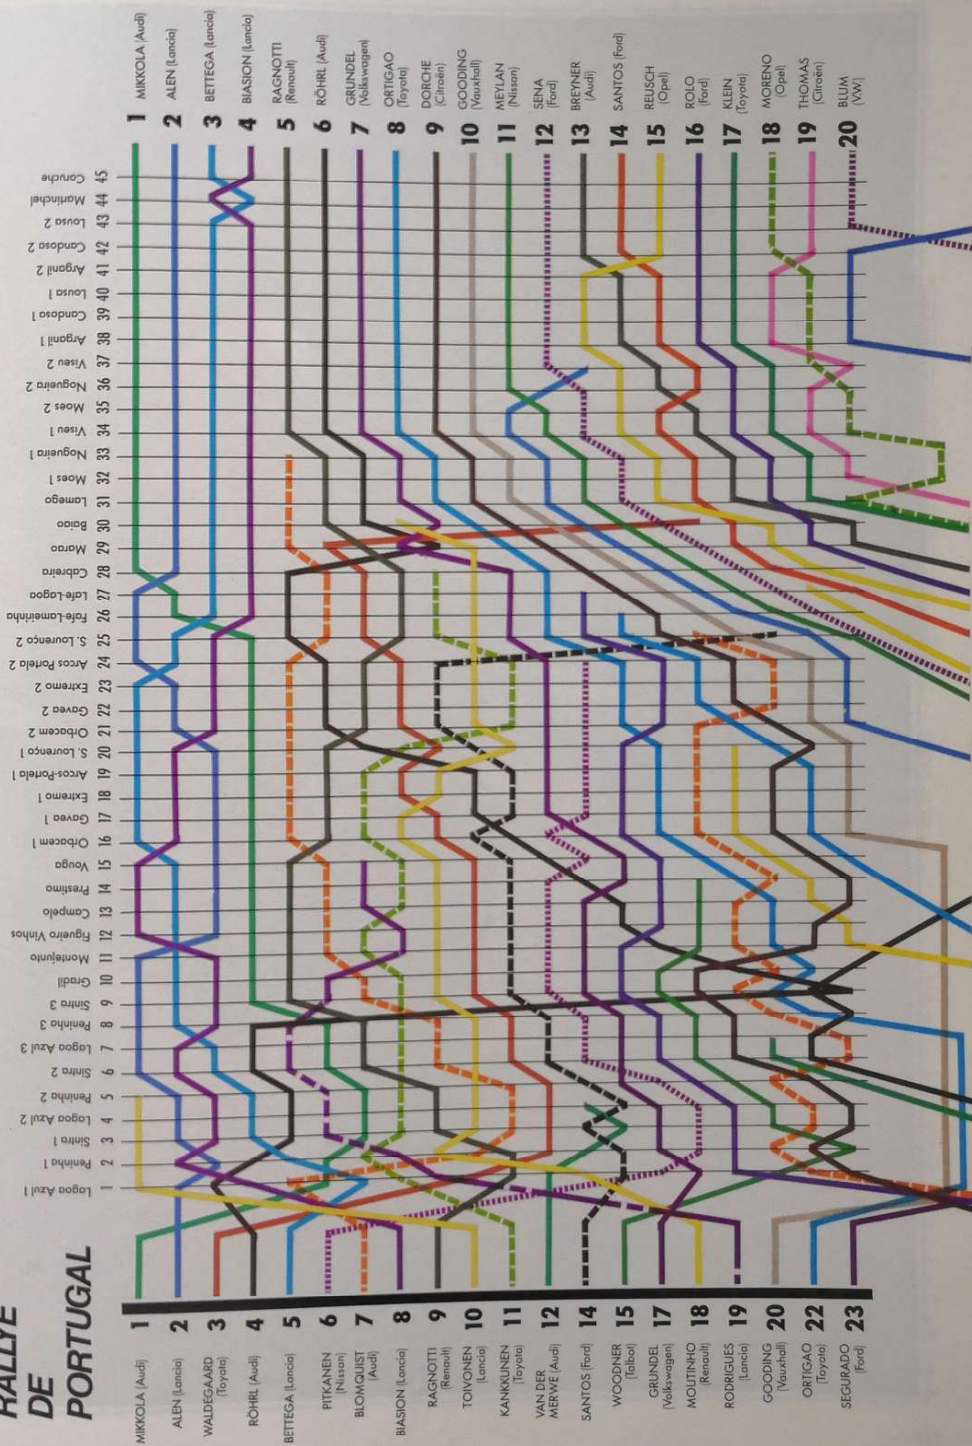 RALLYE
DE
PORTUGAL
MIKKOLA (Audi) 1
ALEN (Lancia) 2
WALDEGAARD
(Toyota) 3
RÖHRL (Audi) 4
BETTEGA (Lancia) 5
PITKANEN
(Nissan) 6
BLOMQUIST
(Audi) 7
BIASION (Lancia) 8
RAGNOTTI
(Renault) 9
TOIVONEN
(Lancia) 10
KANKKUNEN
(Toyota) 11
VAN DER
MERWE (Audi) 12
SANTOS (Ford) 14
WOODNER
(Talbot) 15
GRUNDEL
(Volkswagen) 17
MOUTINHO
(Renault) 18
RODRIGUES
(Lancia) 19
GOODING
(Vauxhall) 20
ORTIGAO
(Toyota) 22
SEGURADO
(Ford) 23
Lagoa Azul 1 1
Peninha 1 2
Sintra 1 3
Lagoa Azul 2 4
Peninha 2 5
Sintra 2 6
Lagoa Azul 3 7
Peninha 3 8
Sintra 3 9
Gradil 10
Montejunto 11
Figueiro Vinhos 12
Campelo 13
Prestimo 14
Vouga 15
Orbacem 1 16
Gavea 1 17
Extremo 1 18
Arcos-Portela 1 19
S. Lourenço 1 20
Orbacem 2 21
Gavea 2 22
Extremo 2 23
Arcos Portela 2 24
S. Lourenço 2 25
Fafe-Lameirinha 26
Lafe-Lagoa 27
Cabreira 28
Marao 29
Baiao 30
Lamego 31
Moes 1 32
Nogueira 1 33
Viseu 1 34
Moes 2 35
Nogueira 2 36
Viseu 2 37
Arganil 1 38
Candosa 1 39
Lousa 1 40
Arganil 2 41
Candosa 2 42
Lousa 2 43
Martinchel 44
Coruche 45
1 MIKKOLA (Audi)
2 ALEN (Lancia)
3 BETTEGA (Lancia)
4 BIASION (Lancia)
5 RAGNOTTI
(Renault)
6 RÖHRL (Audi)
7 GRUNDEL
(Volkswagen)
8 ORTIGAO
(Toyota)
9 DORCHE
(Citroën)
10 GOODING
(Vauxhall)
11 MEYLAN
(Nissan)
12 SENA
(Ford)
13 BREYNER
(Audi)
14 SANTOS (Ford)
15 REUSCH
(Opel)
16 ROLO
(Ford)
17 KLEIN
(Toyota)
18 MORENO
(Opel)
19 THOMAS
(Citroën)
20 BLUM
(V.W.)